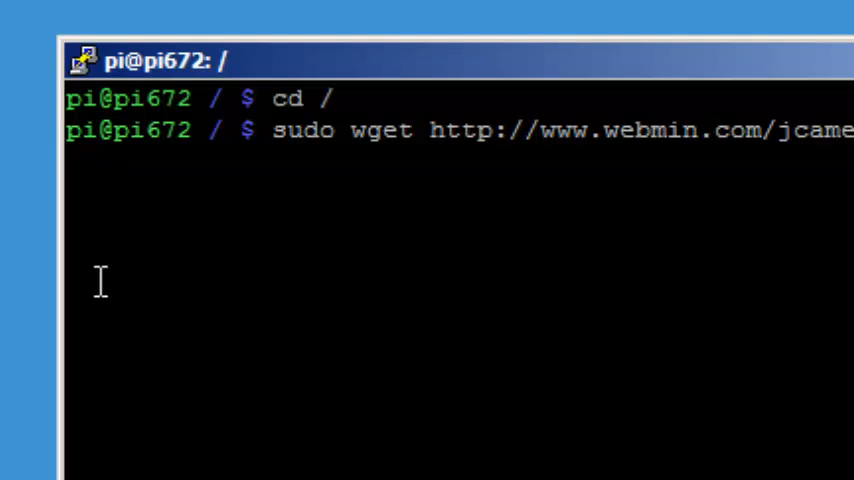 pi@pi672: /
pi@pi672 / $ cd /
pi@pi672 / $ sudo wget http://www.webmin.com/jcame